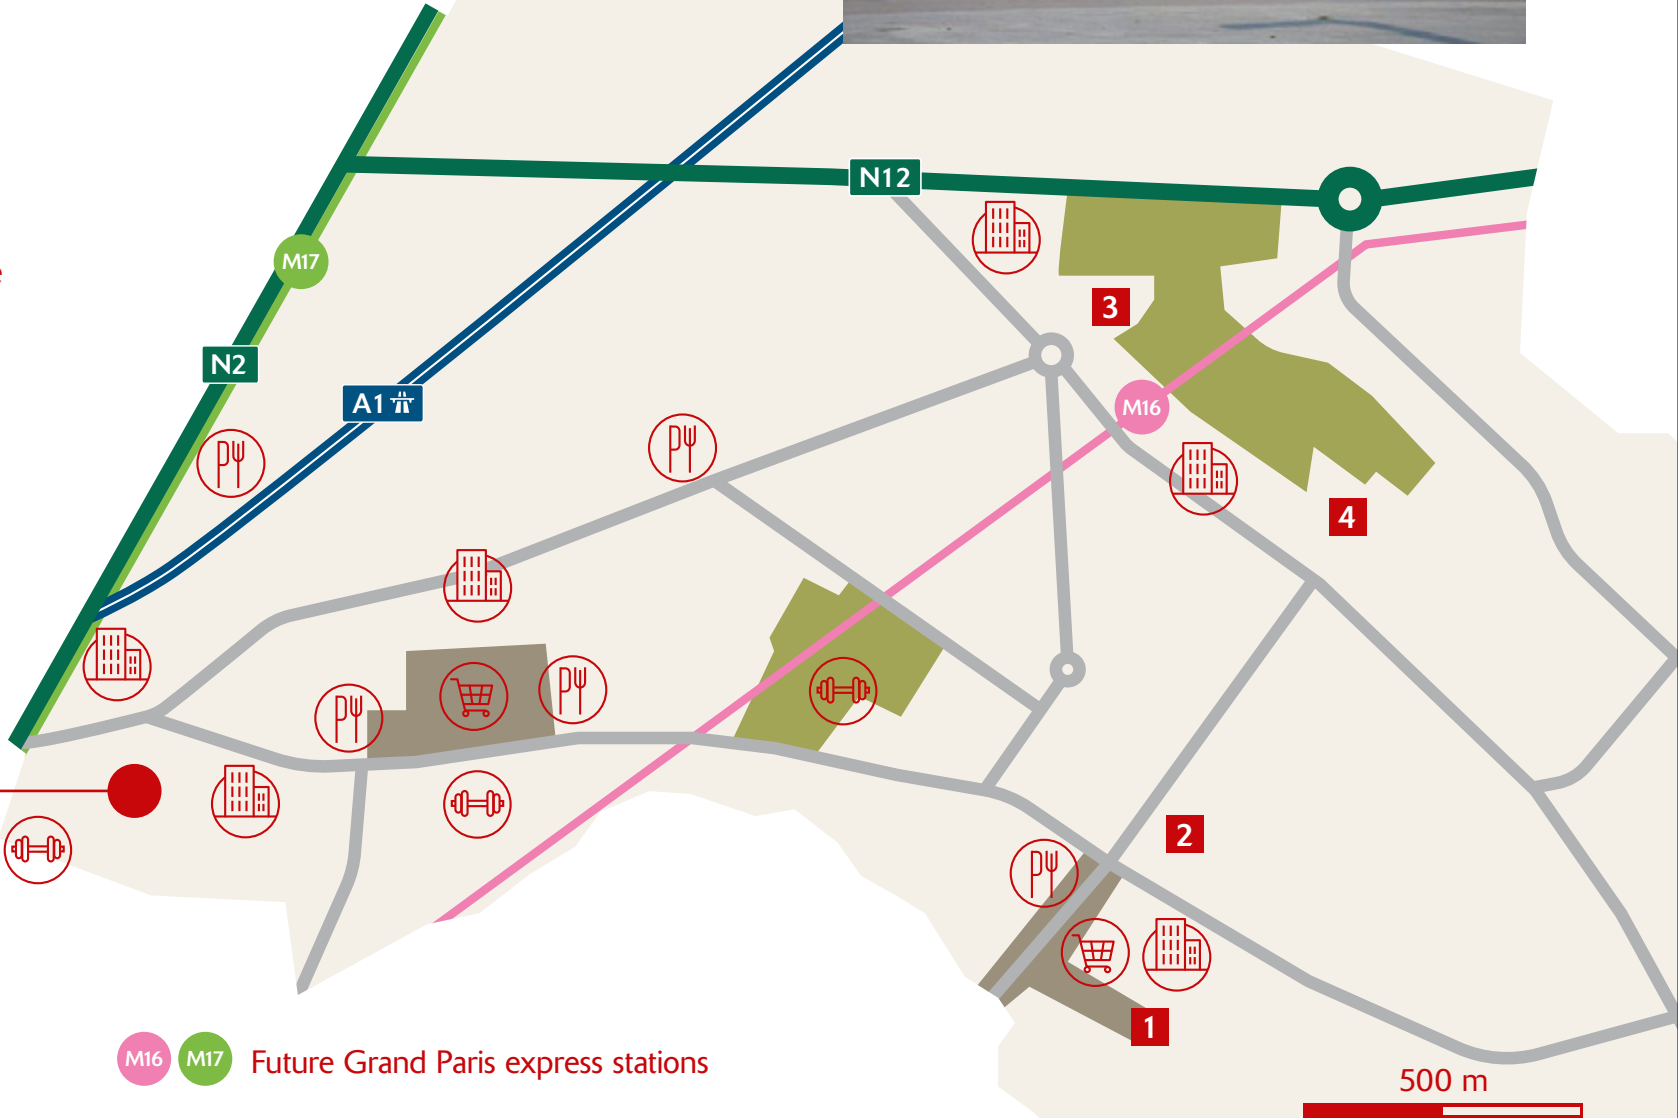 N12
M17
e
3
N2
A1
M16
4
2
1
M16 M17 Future Grand Paris express stations
500 m